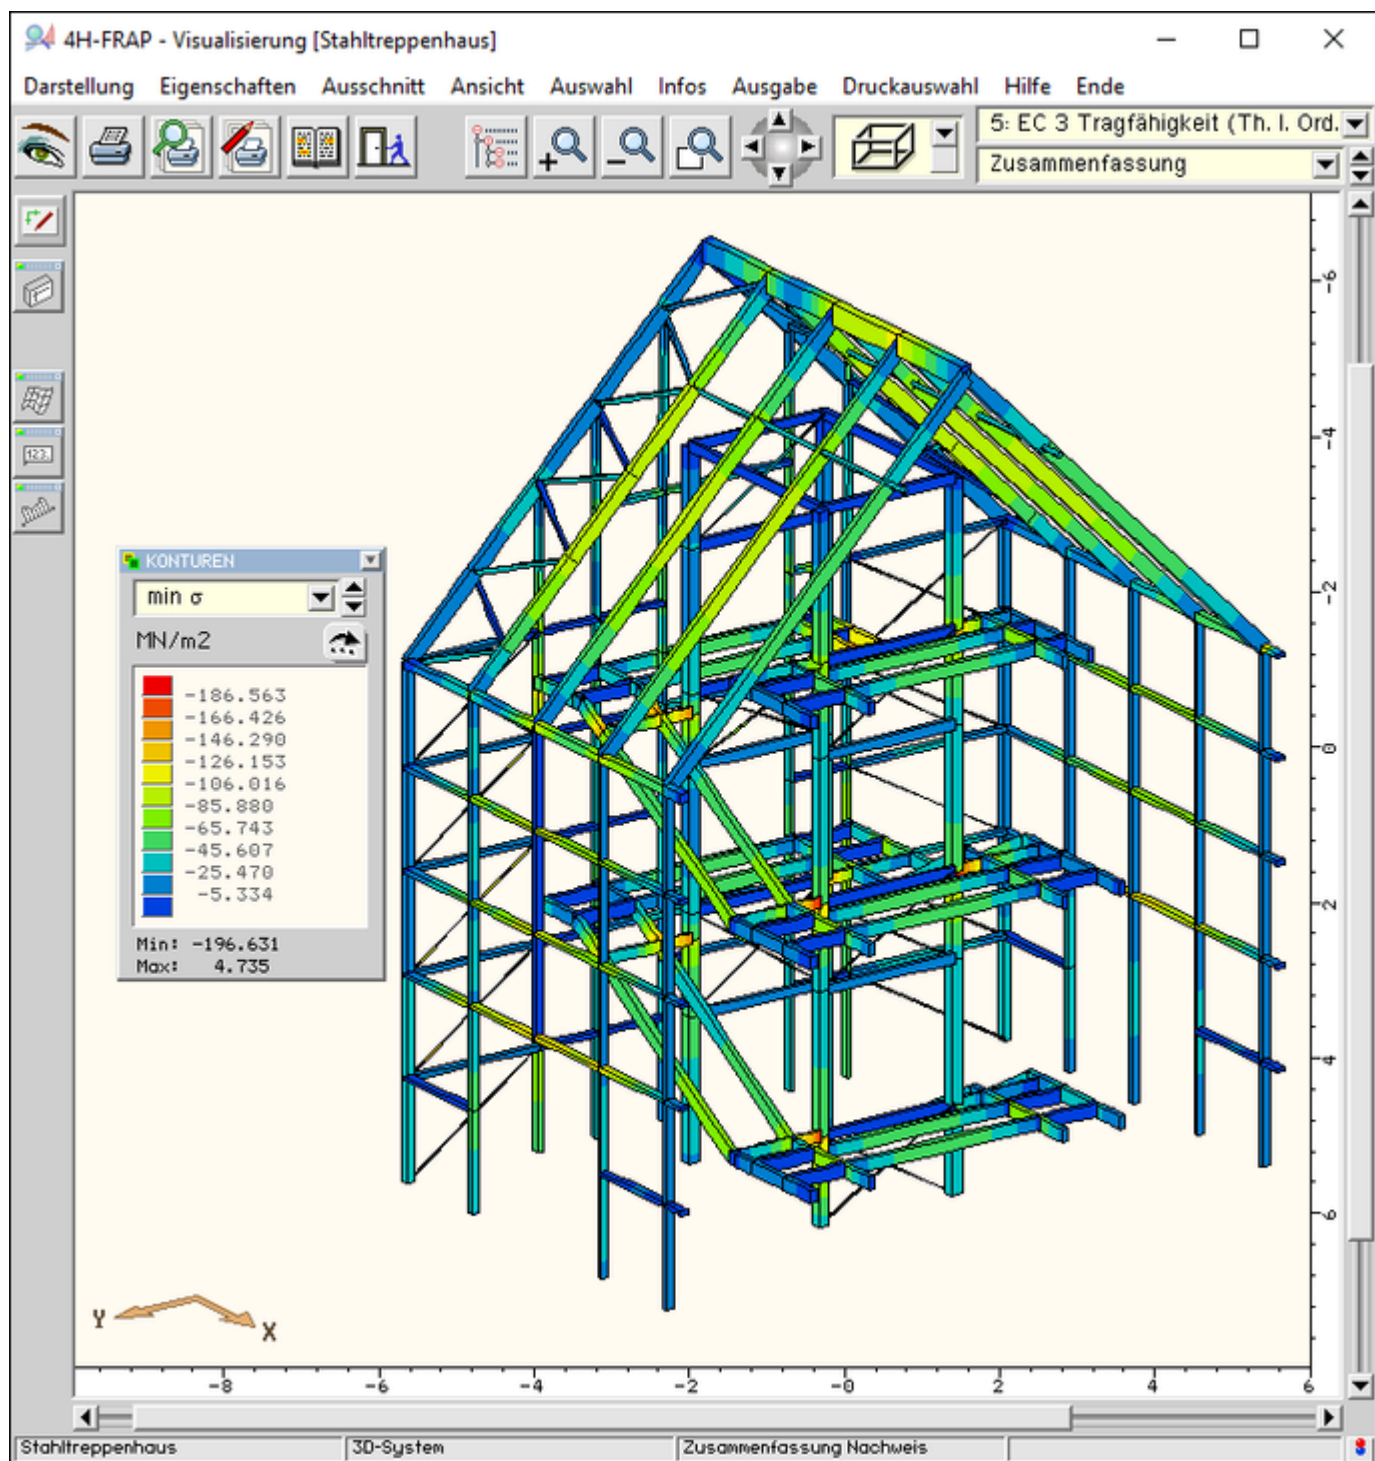 4H-FRAP - Visualisierung [Stahltreppenhaus]
Darstellung Eigenschaften Ausschnitt Ansicht Auswahl Infos Ausgabe Druckauswahl Hilfe Ende
5: EC 3 Tragfähigkeit (Th. I. Ord.
Zusammenfassung
123.
KONTUREN
min σ
MN/m2
-186.563
-166.426
-146.290
-126.153
-106.016
-85.880
-65.743
-45.607
-25.470
-5.334
Min: -196.631
Max: 4.735
-6
-4
-2
0
2
4
6
Y
X
-8 -6 -4 -2 -0 2 4 6
Stahltreppenhaus 3D-System Zusammenfassung Nachweis